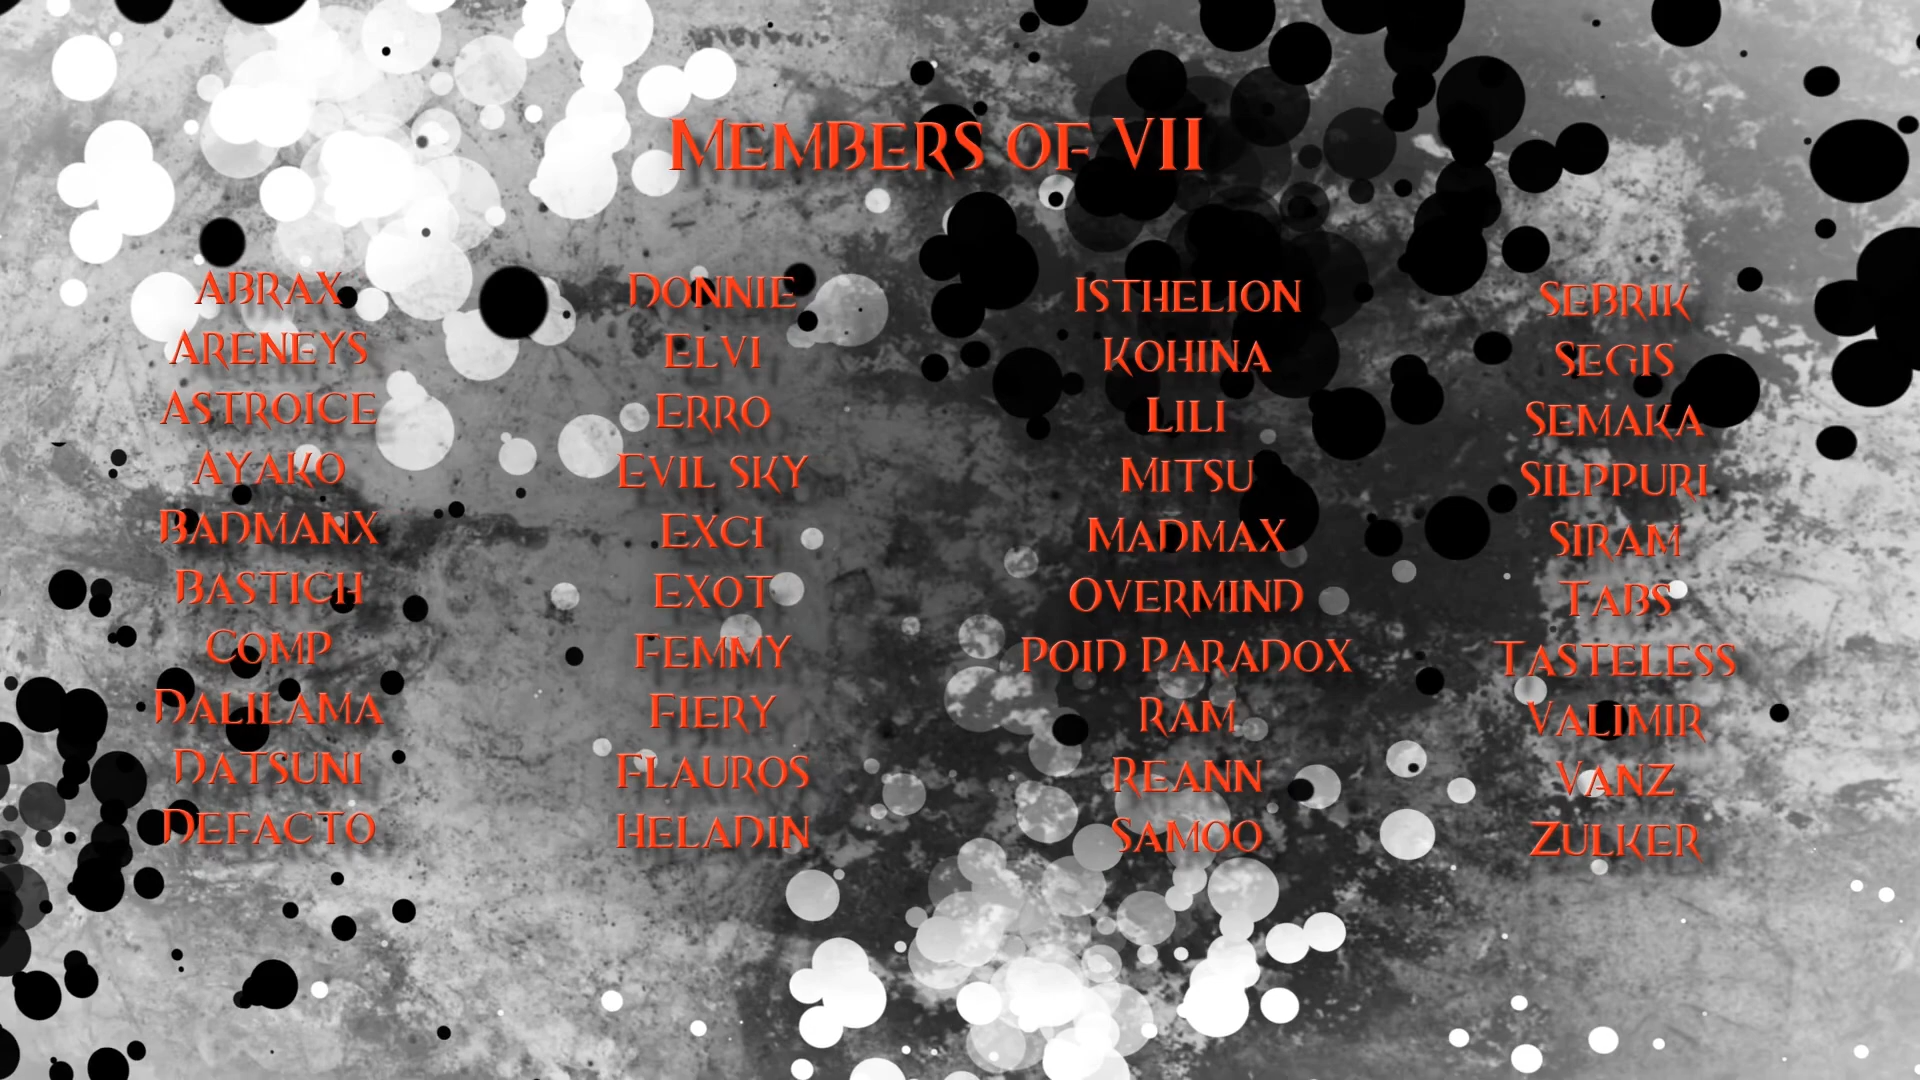 Members of VII
Abrax
Areneys
Astroice
Ayako
Badmanx
Bastich
Comp
Dalilama
Datsuni
Defacto
Donnie
Elvi
Erro
Evil sky
Exci
Exot
Femmy
Fiery
Flauros
Heladin
Isthelion
Kohina
Lili
Mitsu
Madmax
Overmind
Poid Paradox
Ram
Reann
Samoo
Sebrik
Segis
Semaka
Silppuri
Siram
Tabs
Tasteless
Valimir
Vanz
Zulker